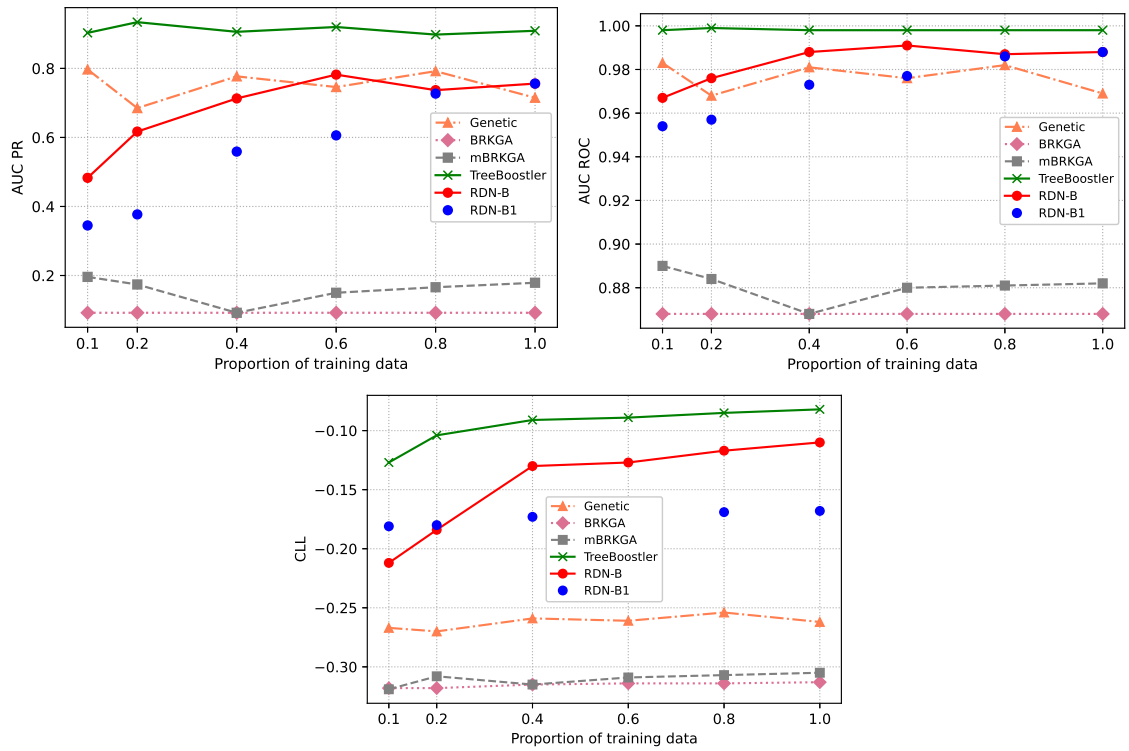 AUC PR
0.8
0.6
0.4
0.2
0.1 0.2 0.4 0.6 0.8 1.0
Proportion of training data
Genetic
BRKGA
mBRKGA
TreeBoostler
RDN-B
RDN-B1
AUC ROC
1.00
0.98
0.96
0.94
0.92
0.90
0.88
0.1 0.2 0.4 0.6 0.8 1.0
Proportion of training data
Genetic
BRKGA
mBRKGA
TreeBoostler
RDN-B
RDN-B1
CLL
−0.10
−0.15
−0.20
−0.25
−0.30
0.1 0.2 0.4 0.6 0.8 1.0
Proportion of training data
Genetic
BRKGA
mBRKGA
TreeBoostler
RDN-B
RDN-B1